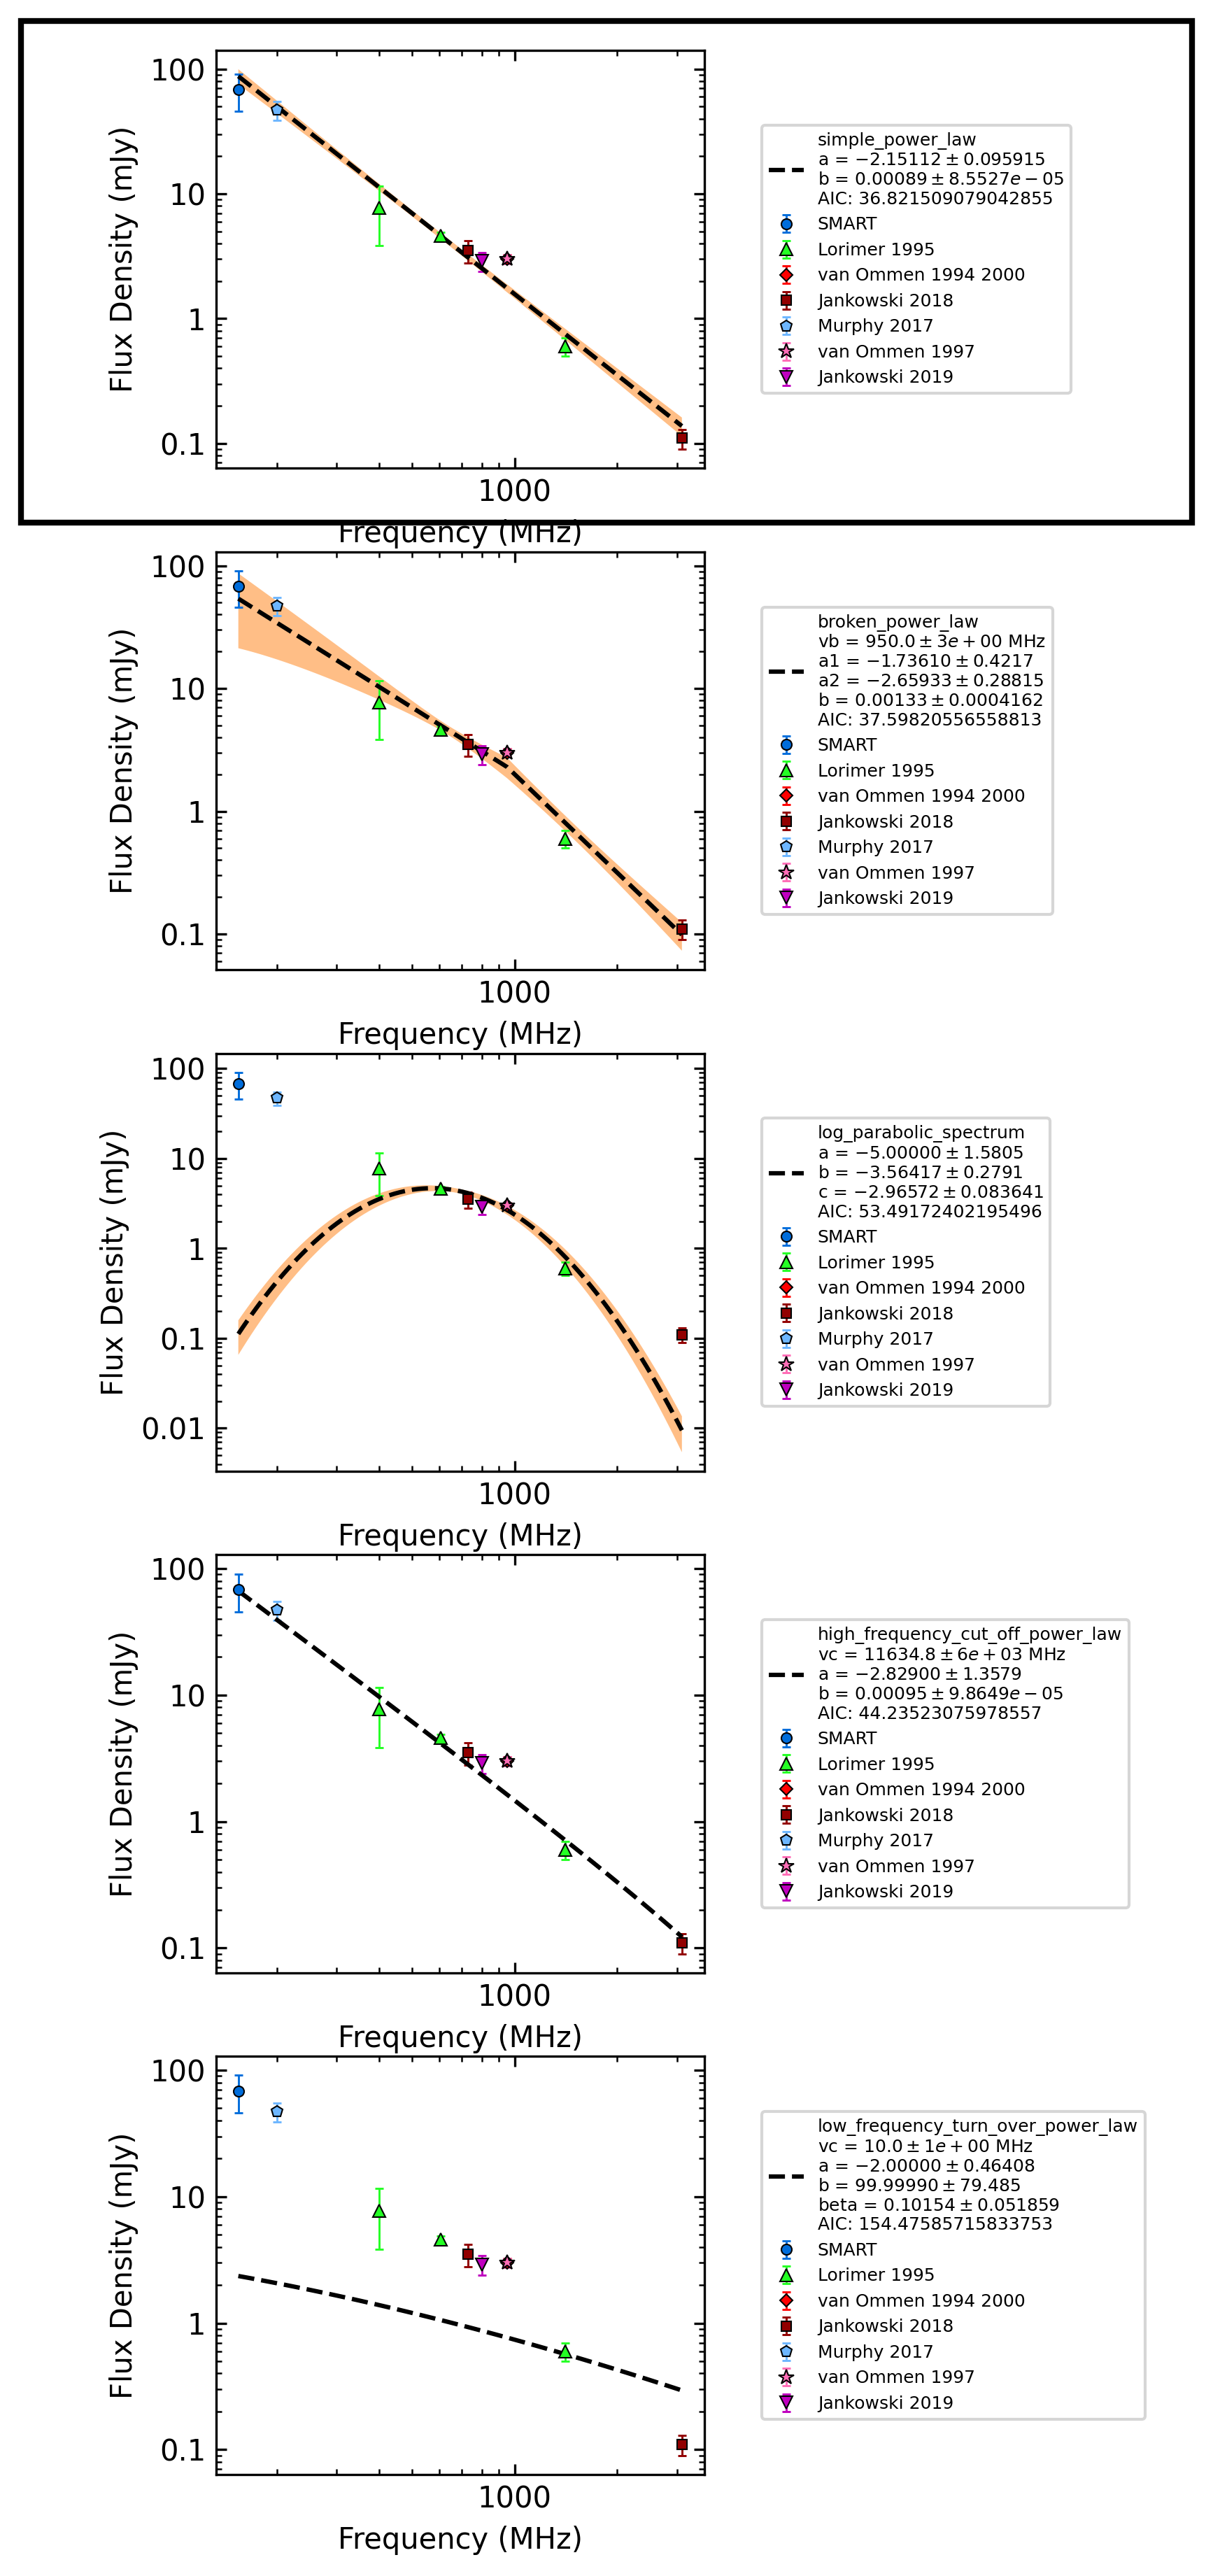 100
10
1
0.1
Flux Density (mJy)
1000
Frequency (MHz)
simple_power_law
a = −2.15112 ± 0.095915
b = 0.00089 ± 8.5527e − 05
AIC: 36.821509079042855
SMART
Lorimer 1995
van Ommen 1994 2000
Jankowski 2018
Murphy 2017
van Ommen 1997
Jankowski 2019
100
10
1
0.1
Flux Density (mJy)
1000
Frequency (MHz)
broken_power_law
vb = 950.0 ± 3e + 00 MHz
a1 = −1.73610 ± 0.4217
a2 = −2.65933 ± 0.28815
b = 0.00133 ± 0.0004162
AIC: 37.59820556558813
SMART
Lorimer 1995
van Ommen 1994 2000
Jankowski 2018
Murphy 2017
van Ommen 1997
Jankowski 2019
100
10
1
0.1
0.01
Flux Density (mJy)
1000
Frequency (MHz)
log_parabolic_spectrum
a = −5.00000 ± 1.5805
b = −3.56417 ± 0.2791
c = −2.96572 ± 0.083641
AIC: 53.49172402195496
SMART
Lorimer 1995
van Ommen 1994 2000
Jankowski 2018
Murphy 2017
van Ommen 1997
Jankowski 2019
100
10
1
0.1
Flux Density (mJy)
1000
Frequency (MHz)
high_frequency_cut_off_power_law
vc = 11634.8 ± 6e + 03 MHz
a = −2.82900 ± 1.3579
b = 0.00095 ± 9.8649e − 05
AIC: 44.23523075978557
SMART
Lorimer 1995
van Ommen 1994 2000
Jankowski 2018
Murphy 2017
van Ommen 1997
Jankowski 2019
100
10
1
0.1
Flux Density (mJy)
1000
Frequency (MHz)
low_frequency_turn_over_power_law
vc = 10.0 ± 1e + 00 MHz
a = −2.00000 ± 0.46408
b = 99.99990 ± 79.485
beta = 0.10154 ± 0.051859
AIC: 154.47585715833753
SMART
Lorimer 1995
van Ommen 1994 2000
Jankowski 2018
Murphy 2017
van Ommen 1997
Jankowski 2019